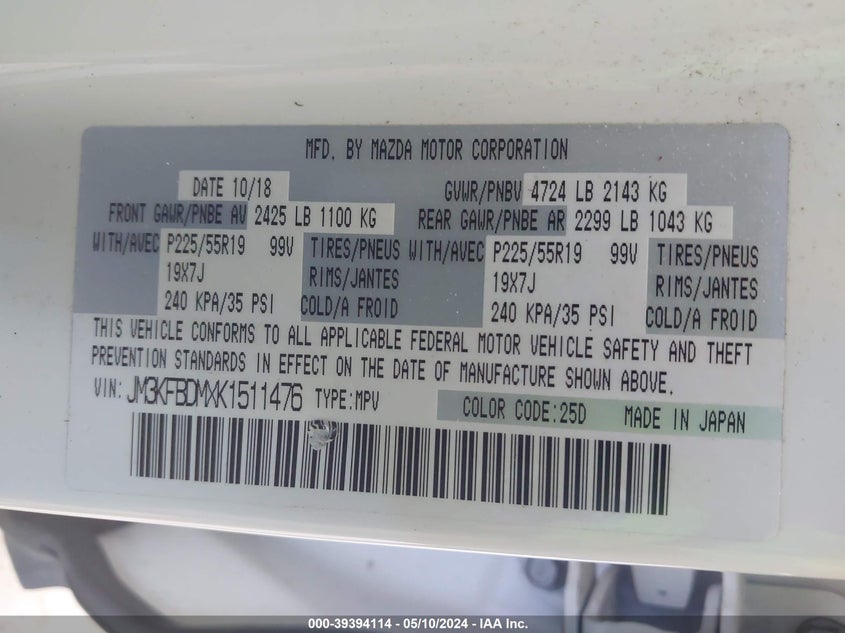 MFD. BY MAZDA MOTOR CORPORATION
DATE 10/18 GVWR/PNBV 4724 LB 2143 KG
FRONT GAWR/PNBE AV 2425 LB 1100 KG REAR GAWR/PNBE AR 2299 LB 1043 KG
WITH/AVEC P225/55R19 99V TIRES/PNEUS WITH/AVEC P225/55R19 99V TIRES/PNEUS
19X7J RIMS/JANTES 19X7J RIMS/JANTES
240 KPA/35 PSI COLD/A FROID 240 KPA/35 PSI COLD/A FROID
THIS VEHICLE CONFORMS TO ALL APPLICABLE FEDERAL MOTOR VEHICLE SAFETY AND THEFT
PREVENTION STANDARDS IN EFFECT ON THE DATE OF MANUFACTURE SHOWN ABOVE.
VIN: JM3KFBDMXK1511476 TYPE:MPV COLOR CODE:25D MADE IN JAPAN
000-39394114 - 05/10/2024 - IAA Inc.